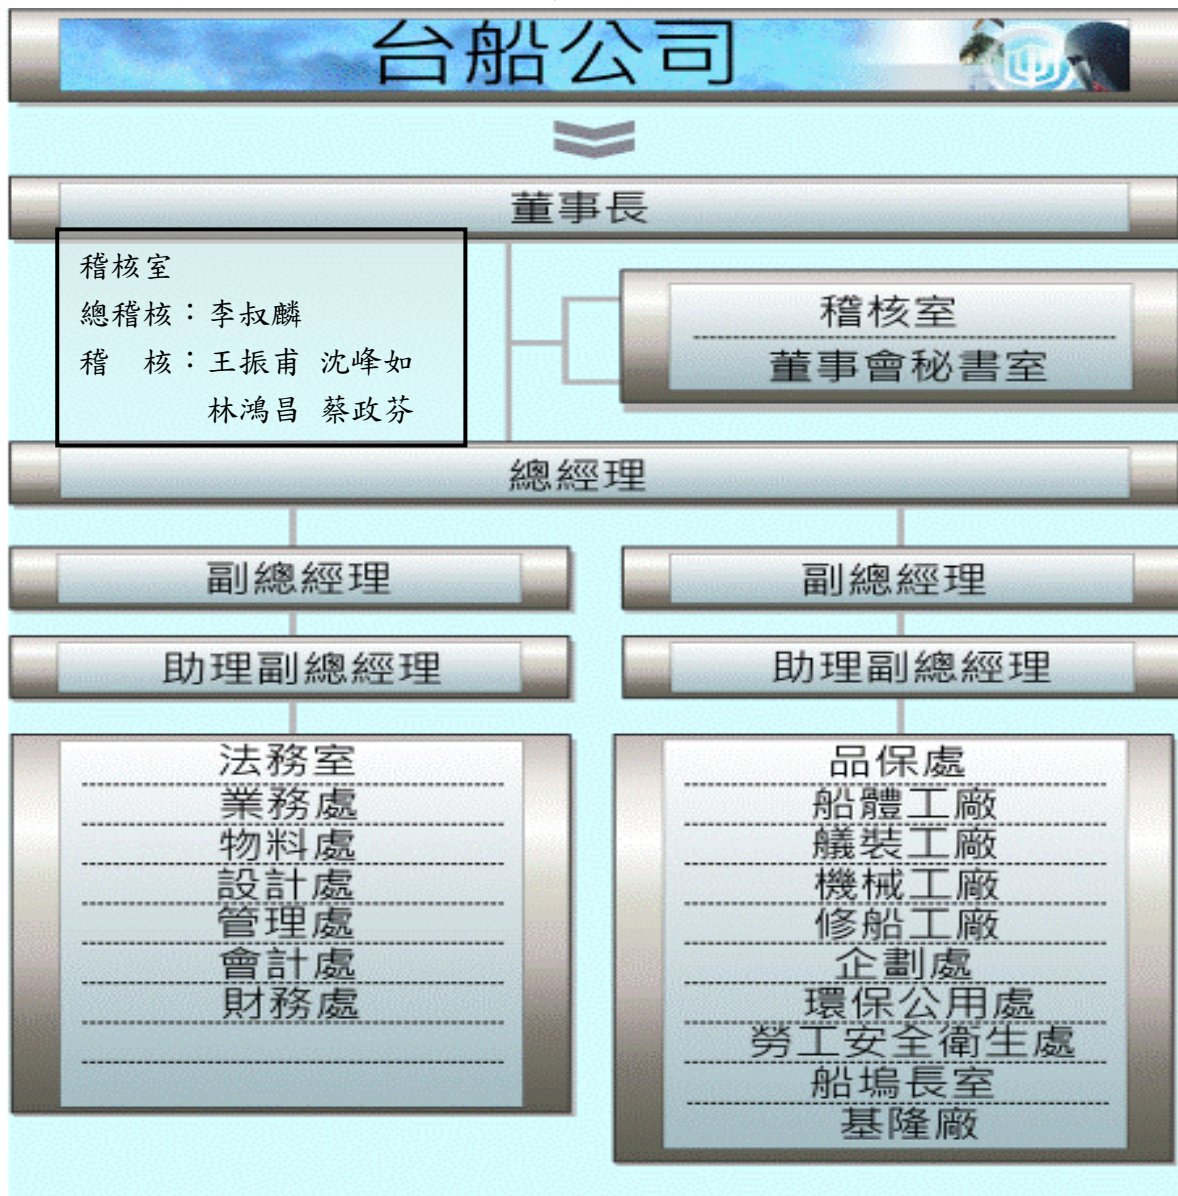 台船公司
董事長
稽核室
總稽核：李叔麟
稽　核：王振甫 沈峰如
林鴻昌 蔡政芬
稽核室
董事會秘書室
總經理
副總經理
助理副總經理
法務室
業務處
物料處
設計處
管理處
會計處
財務處
副總經理
助理副總經理
品保處
船體工廠
艤裝工廠
機械工廠
修船工廠
企劃處
環保公用處
勞工安全衛生處
船塢長室
基隆廠